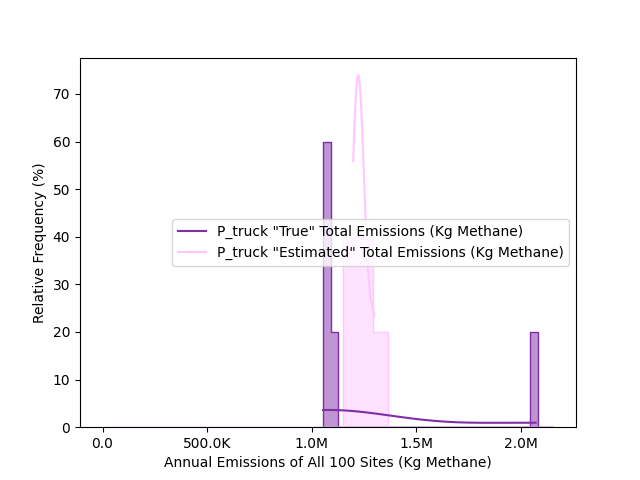 70
60
50
40
30
20
10
0
Relative Frequency (%)
P_truck "True" Total Emissions (Kg Methane)
P_truck "Estimated" Total Emissions (Kg Methane)
0.0 500.0K 1.0M 1.5M 2.0M
Annual Emissions of All 100 Sites (Kg Methane)